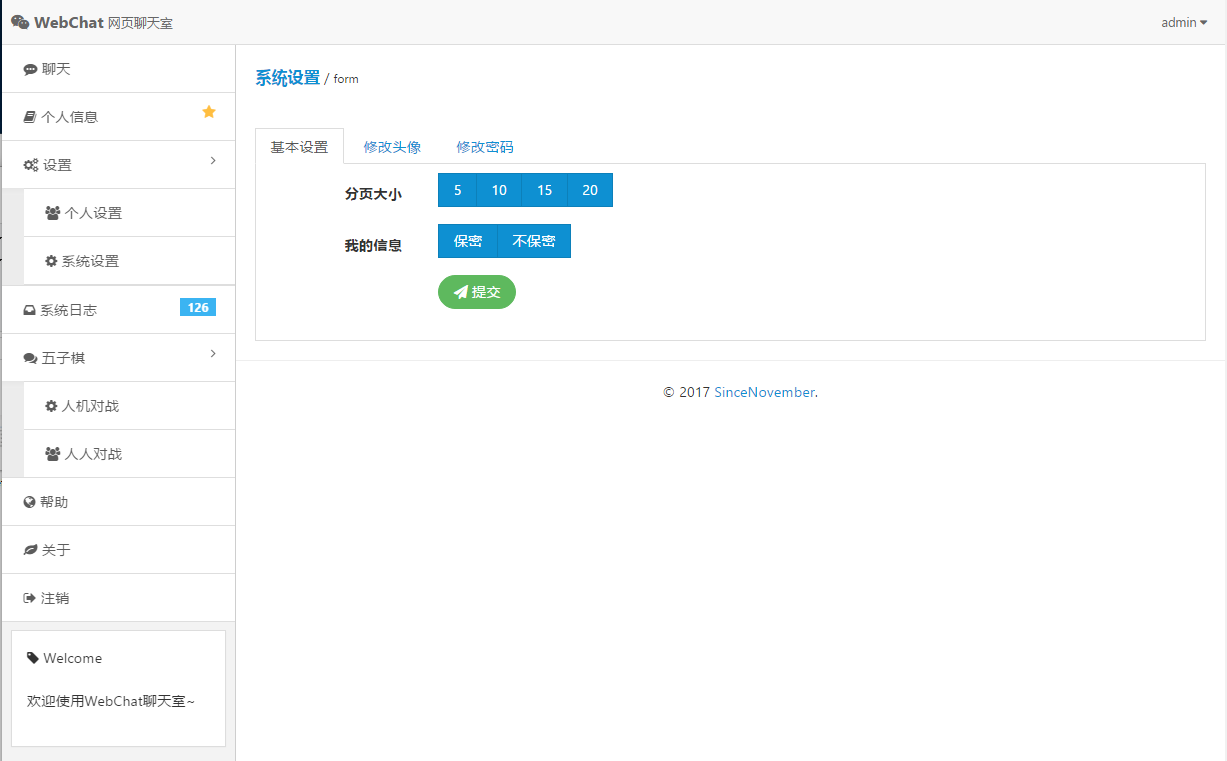 WebChat 网页聊天室
admin
聊天
个人信息
设置
个人设置
系统设置
系统日志 126
五子棋
人机对战
人人对战
帮助
关于
注销
Welcome
欢迎使用WebChat聊天室~
系统设置 / form
基本设置 修改头像 修改密码
分页大小 5 10 15 20
我的信息 保密 不保密
提交
© 2017 SinceNovember.